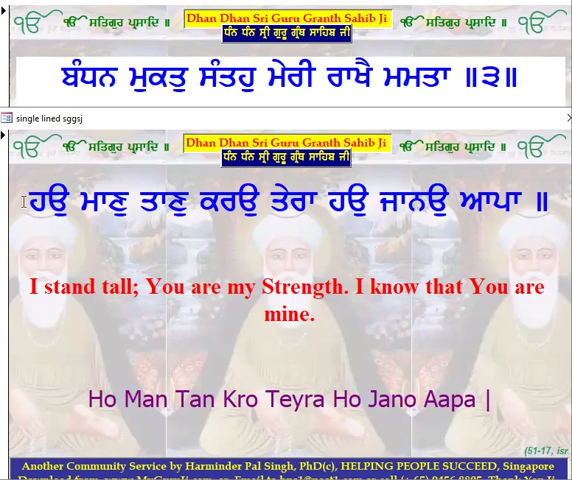 ੴ ੴ ਸਤਿਗੁਰ ਪ੍ਰਸਾਦਿ ॥ Dhan Dhan Sri Guru Granth Sahib Ji ੴ ਸਤਿਗੁਰ ਪ੍ਰਸਾਦਿ ॥ ੴ
ਧੰਨ ਧੰਨ ਸ੍ਰੀ ਗੁਰੂ ਗ੍ਰੰਥ ਸਾਹਿਬ ਜੀ
ਬੰਧਨ ਮੁਕਤੁ ਸੰਤਹੁ ਮੇਰੀ ਰਾਖੈ ਮਮਤਾ ॥੩॥
single lined sggsj
ੴ ੴ ਸਤਿਗੁਰ ਪ੍ਰਸਾਦਿ ॥ Dhan Dhan Sri Guru Granth Sahib Ji ੴ ਸਤਿਗੁਰ ਪ੍ਰਸਾਦਿ ॥ ੴ
ਧੰਨ ਧੰਨ ਸ੍ਰੀ ਗੁਰੂ ਗ੍ਰੰਥ ਸਾਹਿਬ ਜੀ
ਹਉ ਮਾਣੁ ਤਾਣੁ ਕਰਉ ਤੇਰਾ ਹਉ ਜਾਨਉ ਆਪਾ ॥
I stand tall; You are my Strength. I know that You are
mine.
Ho Man Tan Kro Teyra Ho Jano Aapa |
(51-17, isr
Another Community Service by Harminder Pal Singh, PhD(c), HELPING PEOPLE SUCCEED, Singapore